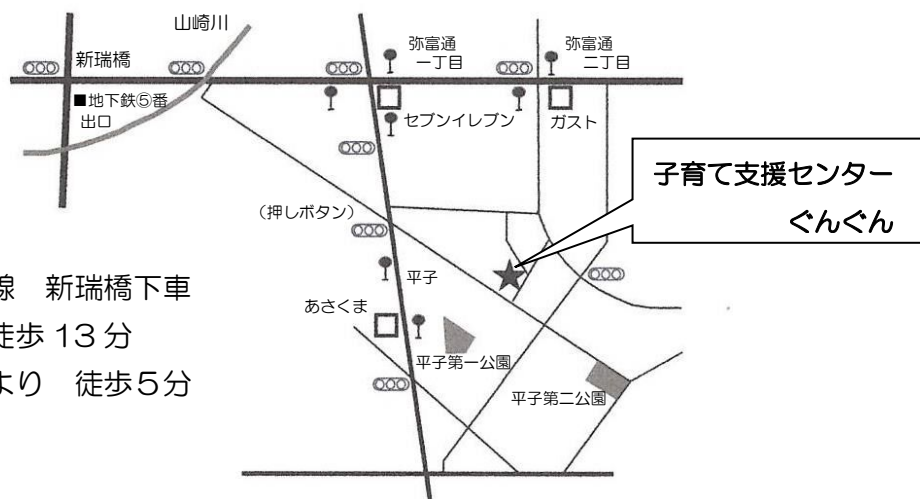 山崎川
新瑞橋
弥富通
一丁目
弥富通
二丁目
■地下鉄⑤番
出口
セブンイレブン
ガスト
子育て支援センター
ぐんぐん
（押しボタン）
線　新瑞橋下車
徒歩13分
より　徒歩5分
平子
あさくま
平子第一公園
平子第二公園